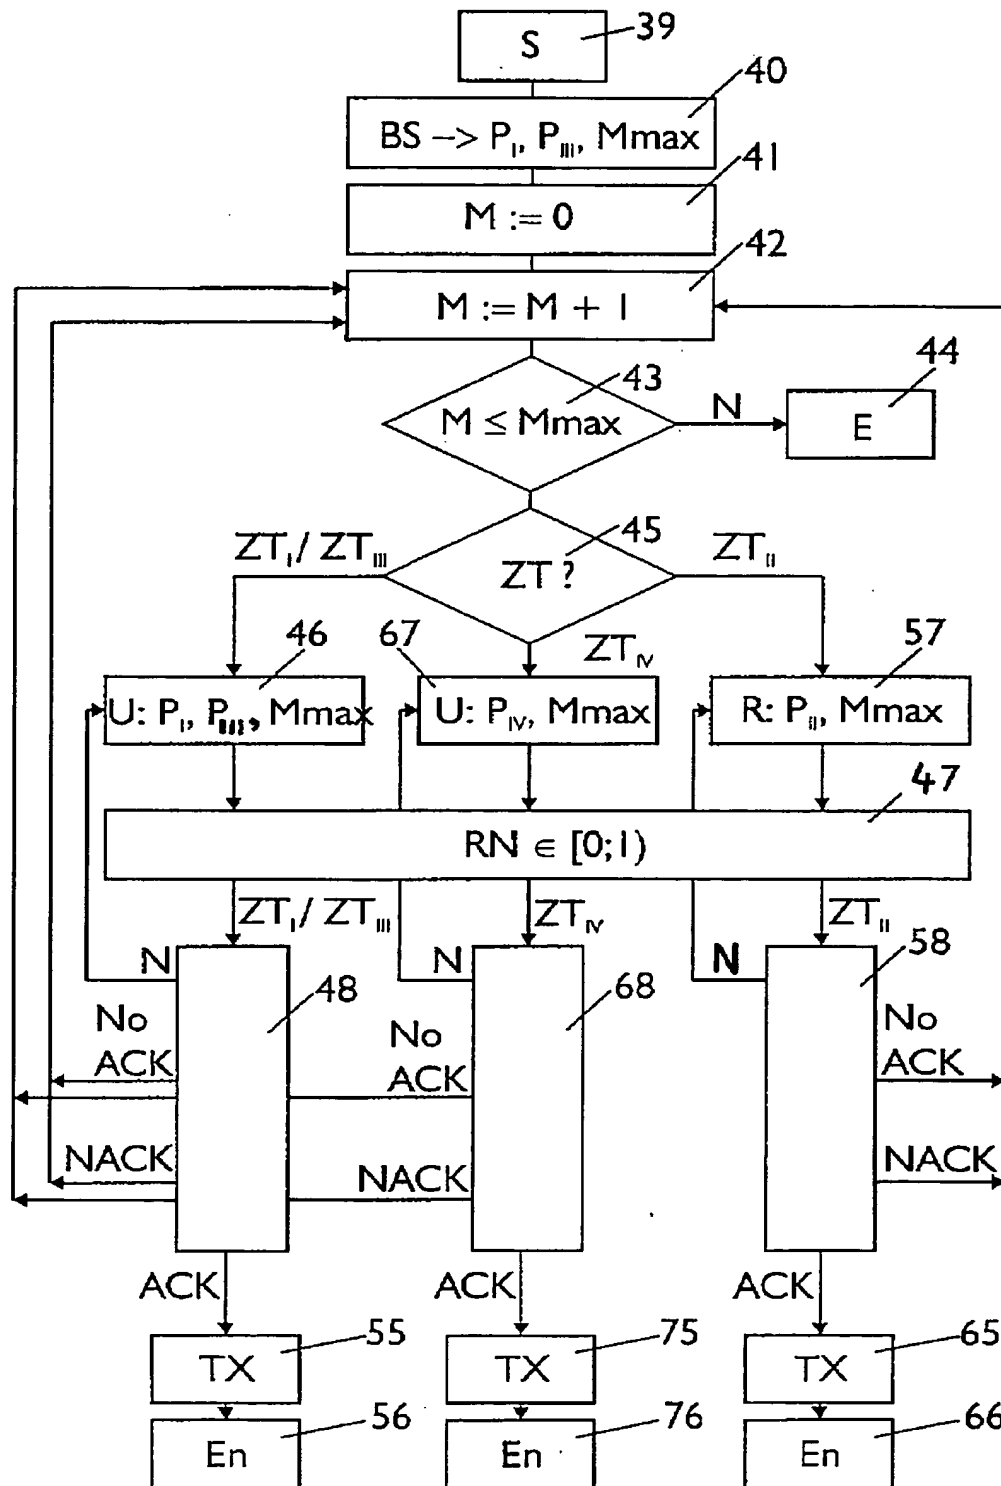 S
39
40
BS -> P_I, P_III, Mmax
41
M := 0
42
M := M + 1
43
44
M ≤ Mmax
N
E
45
ZT_I / ZT_III
ZT ?
ZT_II
46
67
ZT_IV
57
U: P_I, P_III, Mmax
U: P_IV, Mmax
R: P_II, Mmax
47
RN ∈ [0;1)
ZT_I / ZT_III
ZT_IV
ZT_II
N
N
N
58
48
68
No
ACK
No
ACK
No
ACK
NACK
NACK
NACK
ACK
ACK
ACK
55
75
65
TX
TX
TX
56
76
66
En
En
En